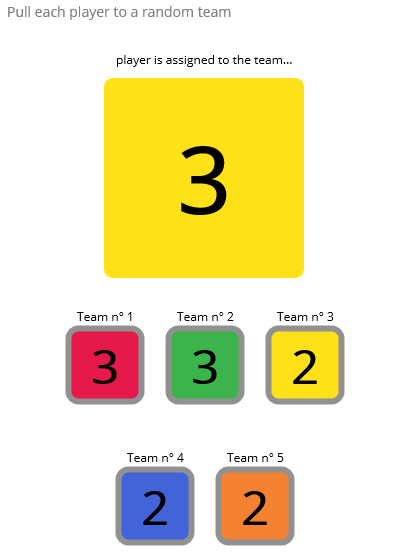 Pull each player to a random team
player is assigned to the team...
3
Team n° 1 Team n° 2 Team n° 3
3 3 2
Team n° 4 Team n° 5
2 2